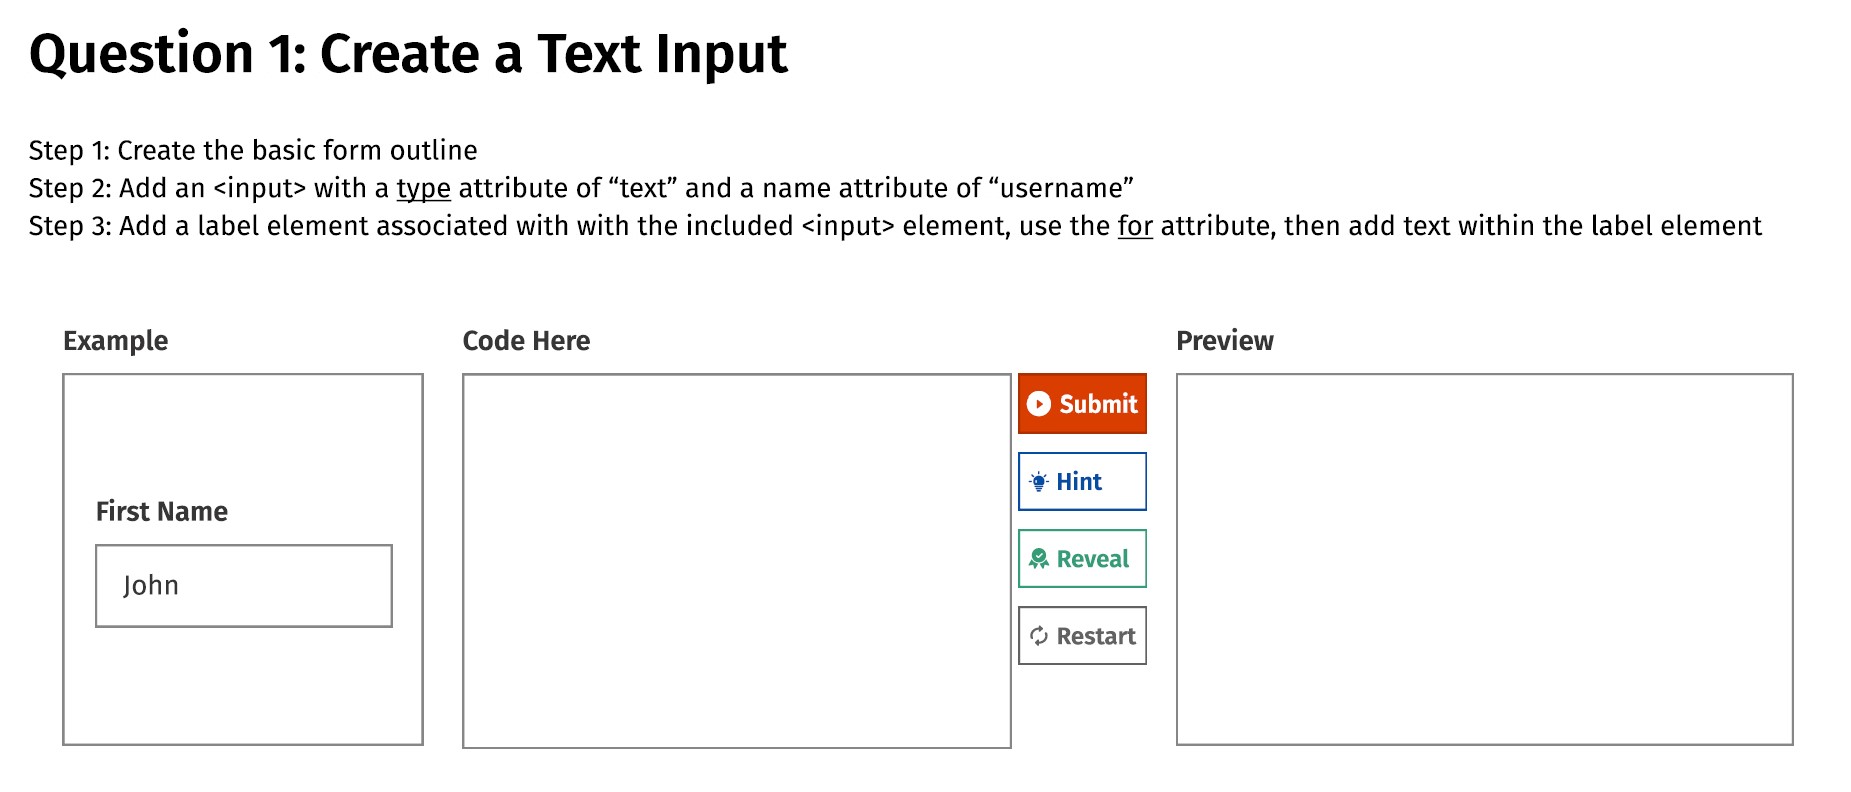 Question 1: Create a Text Input
Step 1: Create the basic form outline
Step 2: Add an <input> with a type attribute of “text” and a name attribute of “username”
Step 3: Add a label element associated with with the included <input> element, use the for attribute, then add text within the label element
Example
Code Here
Preview
Submit
Hint
First Name
Reveal
John
Restart